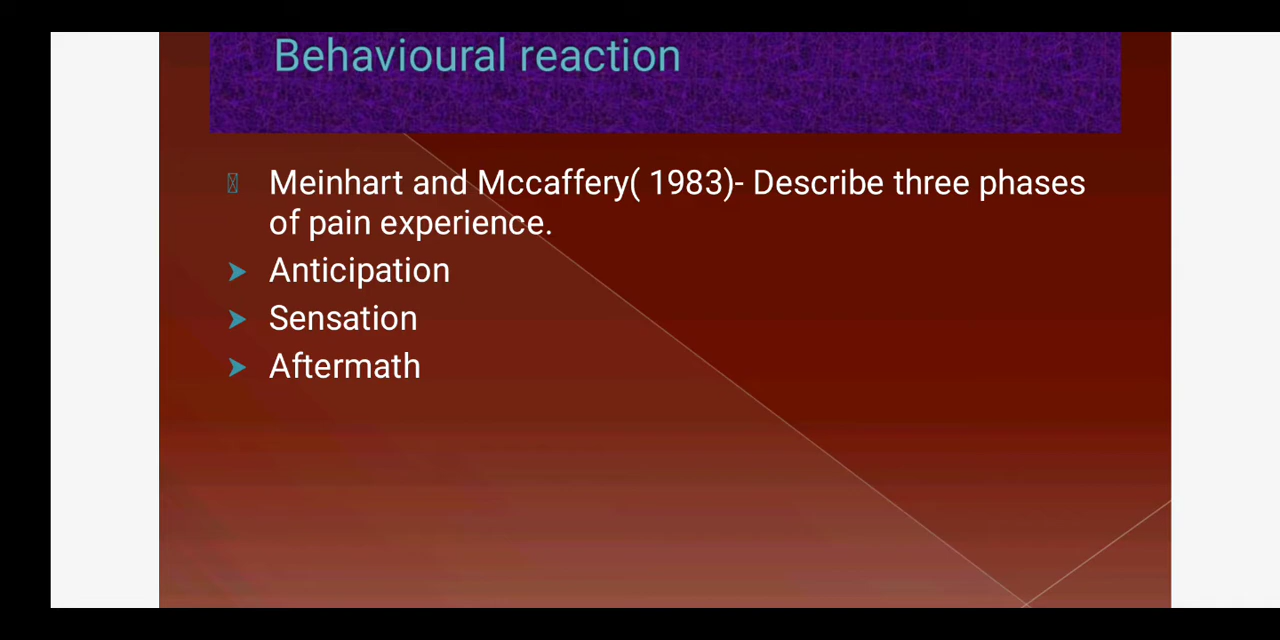 Behavioural reaction
Meinhart and Mccaffery( 1983)- Describe three phases
of pain experience.
Anticipation
Sensation
Aftermath